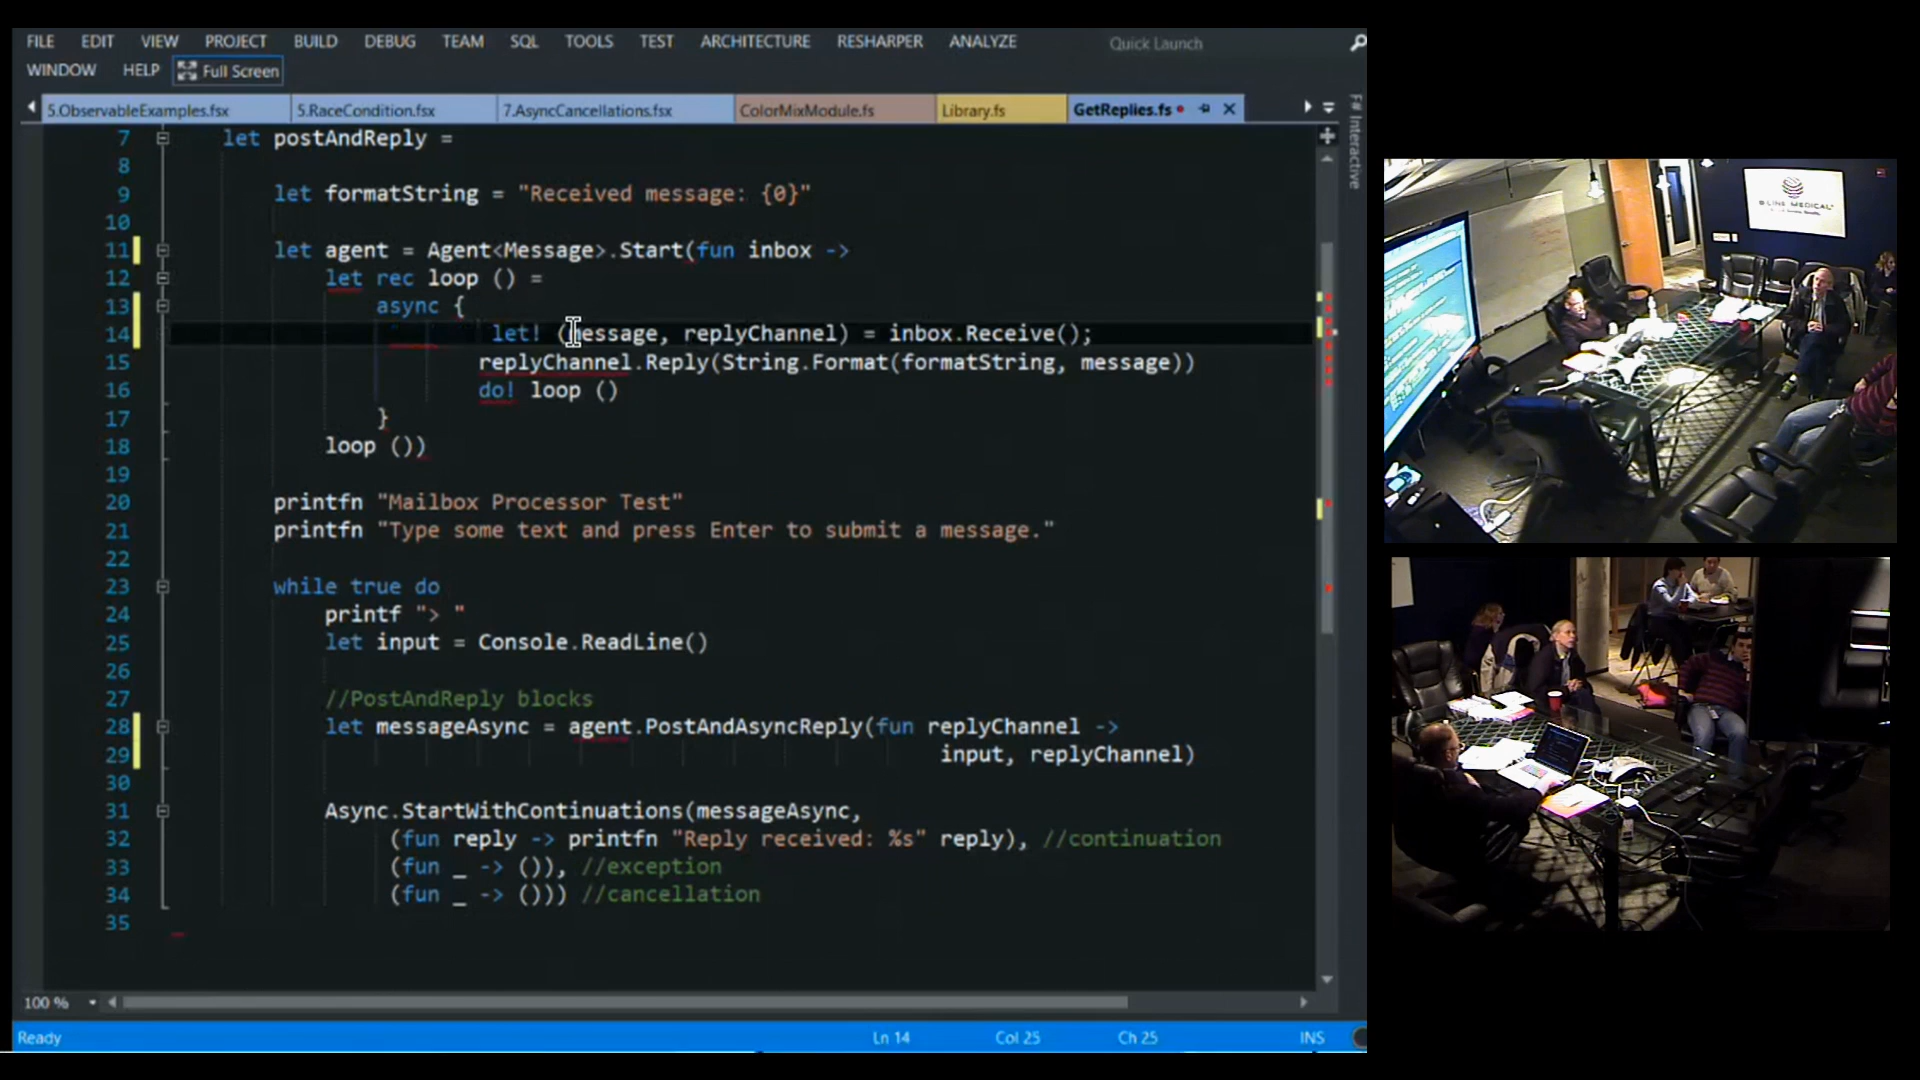 FILE EDIT VIEW PROJECT BUILD DEBUG TEAM SQL TOOLS TEST ARCHITECTURE RESHARPER ANALYZE Quick Launch
WINDOW HELP Full Screen
5.ObservableExamples.fsx 5.RaceCondition.fsx 7.AsyncCancellations.fsx ColorMixModule.fs Library.fs GetReplies.fs
F# Interactive
7 let postAndReply =
8
9 let formatString = "Received message: {0}"
10
11 let agent = Agent<Message>.Start(fun inbox ->
12 let rec loop () =
13 async {
14 let! (message, replyChannel) = inbox.Receive();
15 replyChannel.Reply(String.Format(formatString, message))
16 do! loop ()
17 }
18 loop ())
19
20 printfn "Mailbox Processor Test"
21 printfn "Type some text and press Enter to submit a message."
22
23 while true do
24 printf "> "
25 let input = Console.ReadLine()
26
27 //PostAndReply blocks
28 let messageAsync = agent.PostAndAsyncReply(fun replyChannel ->
29 input, replyChannel)
30
31 Async.StartWithContinuations(messageAsync,
32 (fun reply -> printfn "Reply received: %s" reply), //continuation
33 (fun _ -> ()), //exception
34 (fun _ -> ())) //cancellation
35
100 %
Ready Ln 14 Col 25 Ch 25 INS
B-LINE MEDICAL